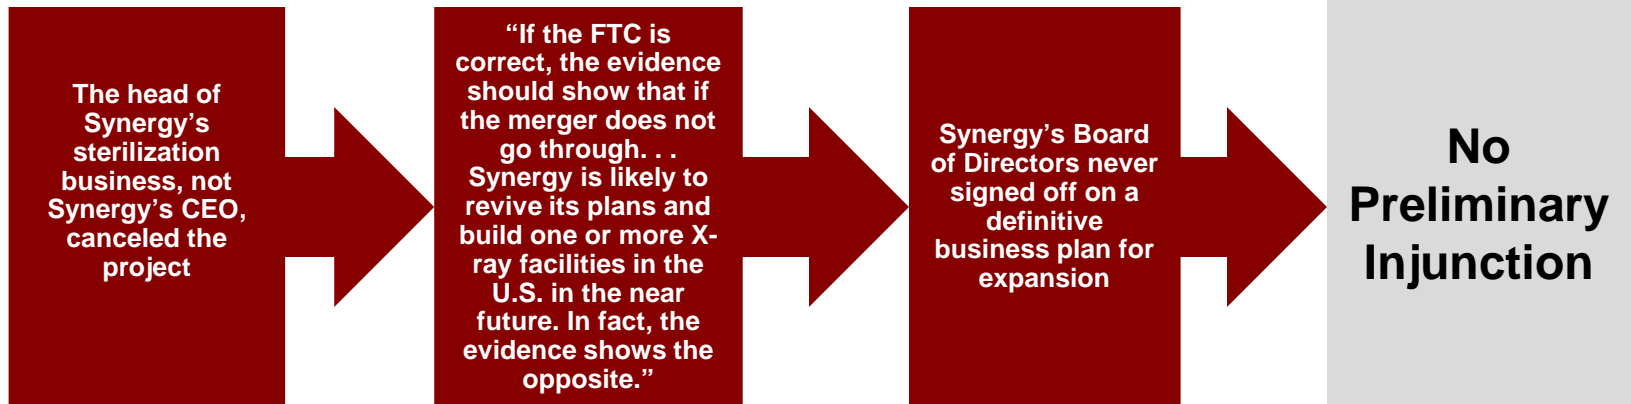 The head of
Synergy’s
sterilization
business, not
Synergy’s CEO,
canceled the
project
“If the FTC is
correct, the evidence
should show that if
the merger does not
go through. . .
Synergy is likely to
revive its plans and
build one or more X-
ray facilities in the
U.S. in the near
future. In fact, the
evidence shows the
opposite.”
Synergy’s Board
of Directors never
signed off on a
definitive
business plan for
expansion
No
Preliminary
Injunction